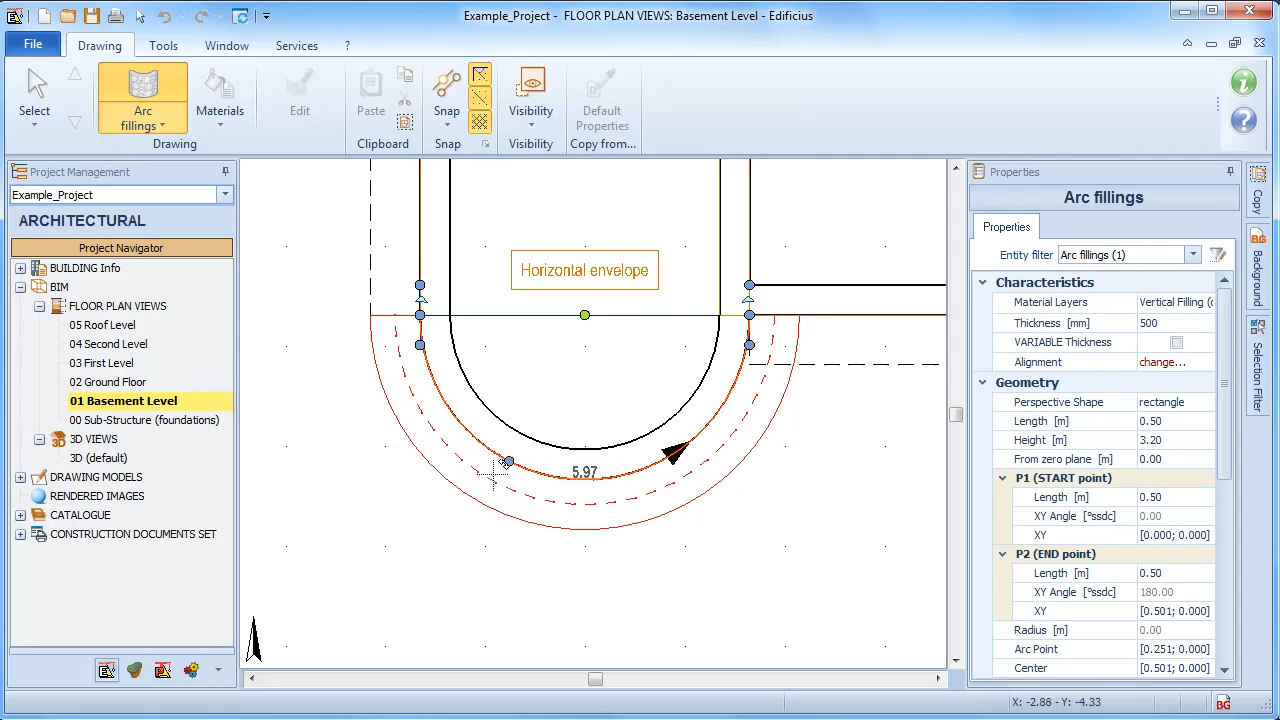 Example_Project - FLOOR PLAN VIEWS: Basement Level - Edificius
File
Drawing
Tools
Window
Services
?
Select
Arc
fillings
Materials
Edit
Paste
Snap
Visibility
Default
Properties
Drawing
Clipboard
Snap
Visibility
Copy from...
Project Management
Example_Project
ARCHITECTURAL
Project Navigator
BUILDING Info
BIM
FLOOR PLAN VIEWS
05 Roof Level
04 Second Level
03 First Level
02 Ground Floor
01 Basement Level
00 Sub-Structure (foundations)
3D VIEWS
3D (default)
DRAWING MODELS
RENDERED IMAGES
CATALOGUE
CONSTRUCTION DOCUMENTS SET
Horizontal envelope
5.97
Properties
Arc fillings
Properties
Entity filter Arc fillings (1)
Characteristics
Material Layers Vertical Filling (
Thickness [mm] 500
VARIABLE Thickness
Alignment change...
Geometry
Perspective Shape rectangle
Length [m] 0.50
Height [m] 3.20
From zero plane [m] 0.00
P1 (START point)
Length [m] 0.50
XY Angle [°ssdc] 0.00
XY [0.000; 0.000]
P2 (END point)
Length [m] 0.50
XY Angle [°ssdc] 180.00
XY [0.501; 0.000]
Radius [m] 0.00
Arc Point [0.251; 0.000]
Center [0.501; 0.000]
Copy
BG
Background
Selection Filter
X: -2.86 - Y: -4.33
BG